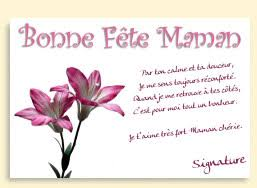 Bonne Fête Maman
Par ton calme et ta douceur,
Je me sens toujours réconforté.
Quand je me retrouve à tes côtés,
C'est pour moi tout un bonheur.
Je t'aime très fort Maman chérie.
Signature